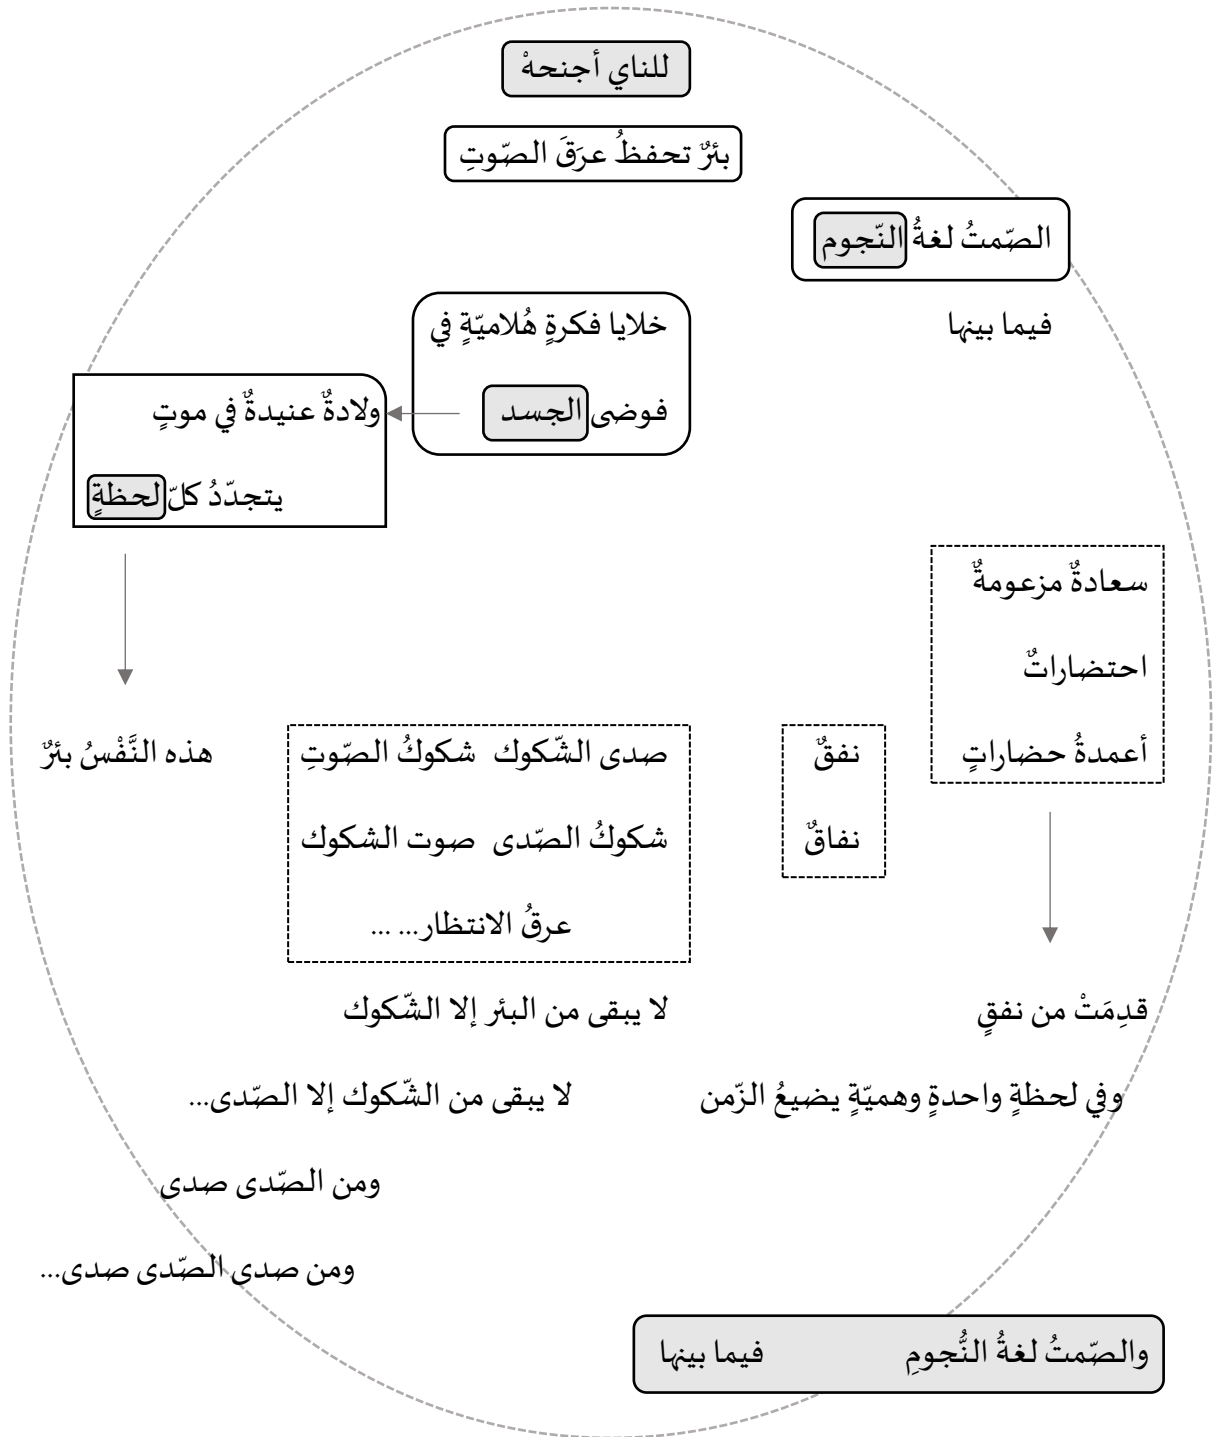 للناي أجنحهْ
بئرٌ تحفظُ عرَقَ الصّوتِ
الصّمتُ لغةُ النّجوم
فيما بينها
خلايا فكرةٍ هُلاميّةٍ في
فوضى الجسد
ولادةٌ عنيدةٌ في موتٍ
يتجدّدُ كلّ لحظةٍ
سعادةٌ مزعومةٌ
احتضاراتٌ
أعمدةُ حضاراتٍ
نفقٌ
نفاقٌ
صدى الشّكوك شكوكُ الصّوتِ
شكوكُ الصّدى صوت الشكوك
عرقُ الانتظار... ...
هذه النَّفْسُ بئرٌ
قدِمَتْ من نفقٍ
لا يبقى من البئر إلا الشّكوك
وفي لحظةٍ واحدةٍ وهميّةٍ يضيعُ الزّمن
لا يبقى من الشّكوك إلا الصّدى...
ومن الصّدى صدى
ومن صدى الصّدى صدى...
والصّمتُ لغةُ النُّجومِ فيما بينها